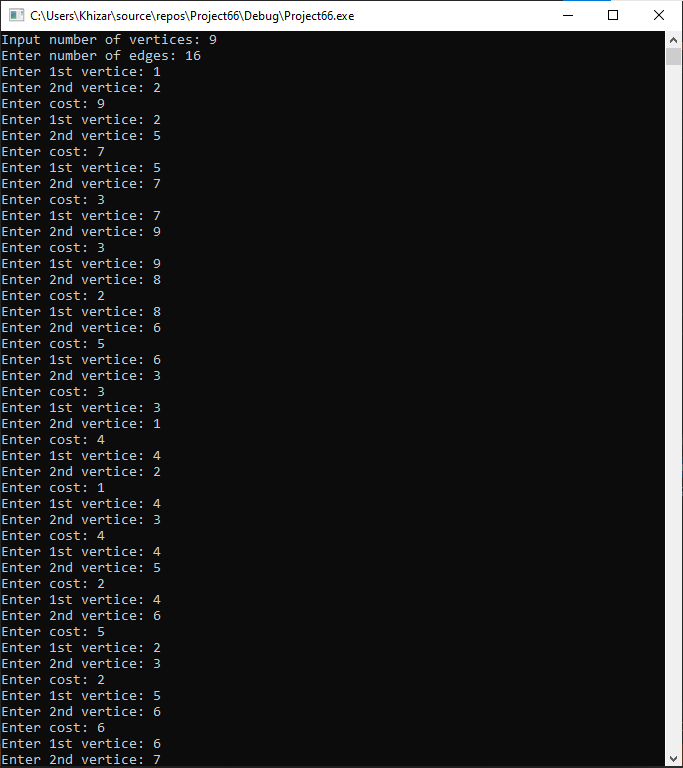 C:\Users\Khizar\source\repos\Project66\Debug\Project66.exe
Input number of vertices: 9
Enter number of edges: 16
Enter 1st vertice: 1
Enter 2nd vertice: 2
Enter cost: 9
Enter 1st vertice: 2
Enter 2nd vertice: 5
Enter cost: 7
Enter 1st vertice: 5
Enter 2nd vertice: 7
Enter cost: 3
Enter 1st vertice: 7
Enter 2nd vertice: 9
Enter cost: 3
Enter 1st vertice: 9
Enter 2nd vertice: 8
Enter cost: 2
Enter 1st vertice: 8
Enter 2nd vertice: 6
Enter cost: 5
Enter 1st vertice: 6
Enter 2nd vertice: 3
Enter cost: 3
Enter 1st vertice: 3
Enter 2nd vertice: 1
Enter cost: 4
Enter 1st vertice: 4
Enter 2nd vertice: 2
Enter cost: 1
Enter 1st vertice: 4
Enter 2nd vertice: 3
Enter cost: 4
Enter 1st vertice: 4
Enter 2nd vertice: 5
Enter cost: 2
Enter 1st vertice: 4
Enter 2nd vertice: 6
Enter cost: 5
Enter 1st vertice: 2
Enter 2nd vertice: 3
Enter cost: 2
Enter 1st vertice: 5
Enter 2nd vertice: 6
Enter cost: 6
Enter 1st vertice: 6
Enter 2nd vertice: 7